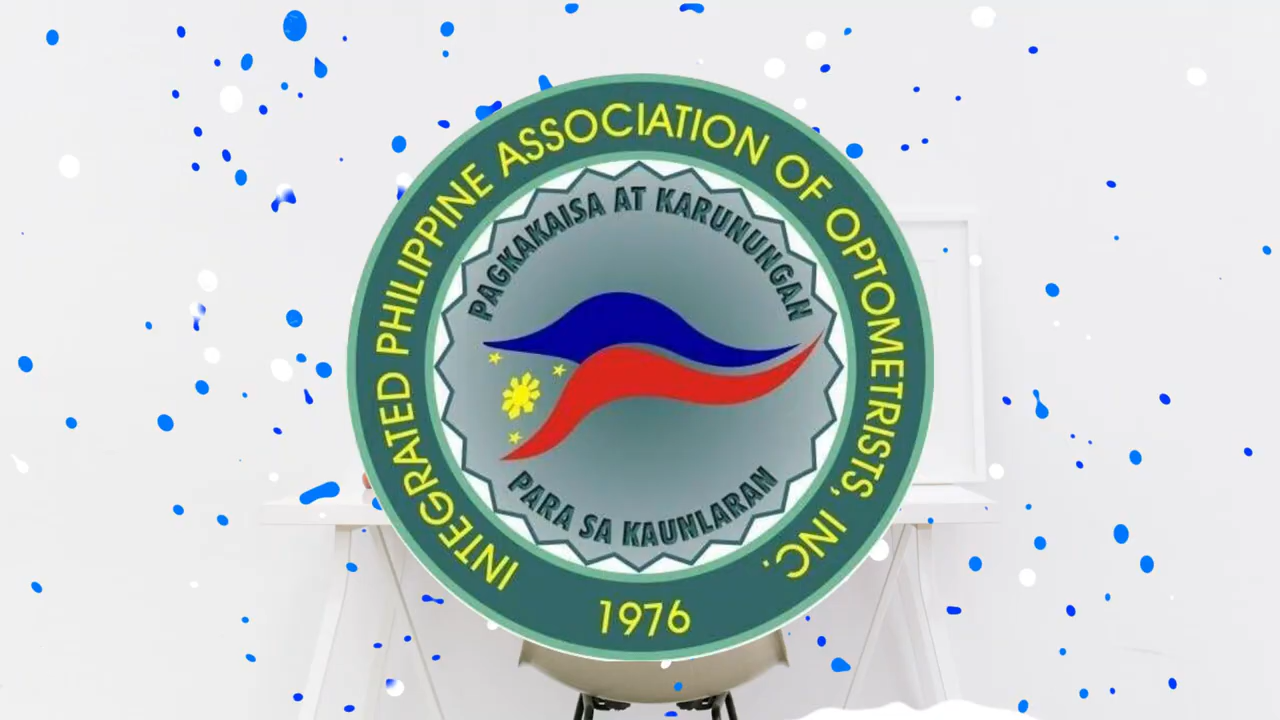 INTEGRATED PHILIPPINE ASSOCIATION OF OPTOMETRISTS, INC.
PAGKAKAISA AT KARUNUNGAN
PARA SA KAUNLARAN
1976